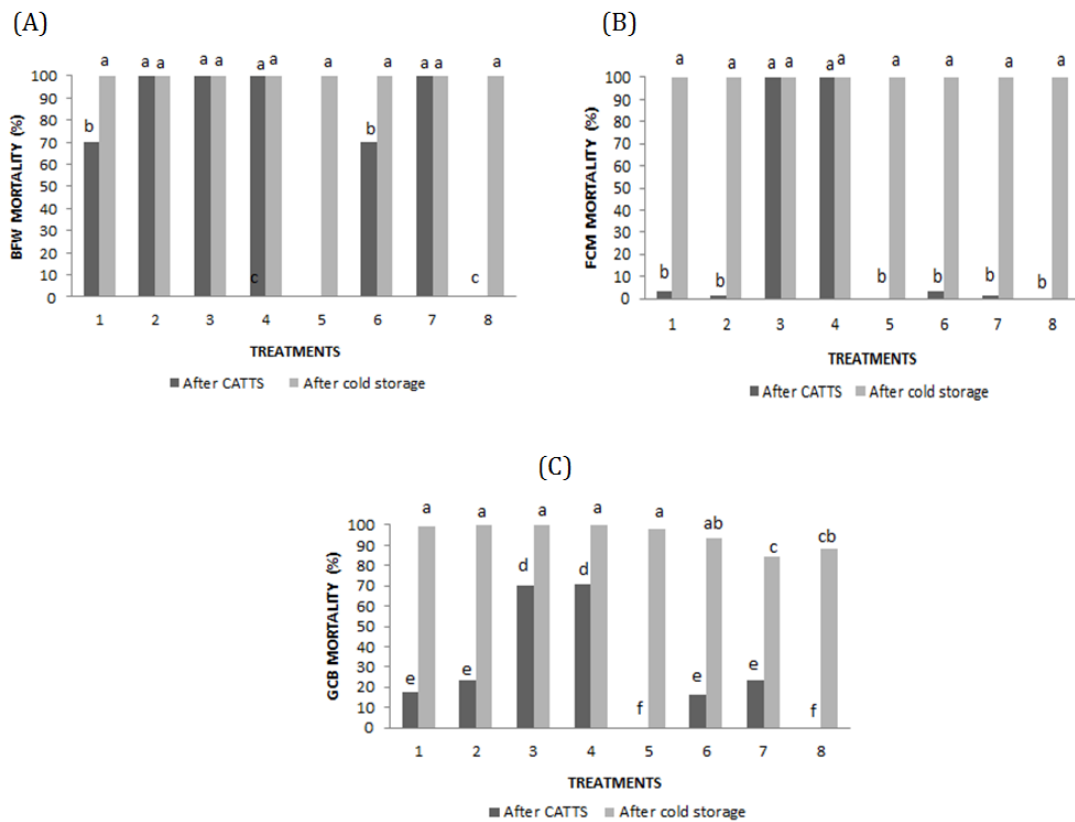 (A)
a a a a a a a a a a a a a
b b
c c
BFW MORTALITY (%)
100
90
80
70
60
50
40
30
20
10
0
1 2 3 4 5 6 7 8
TREATMENTS
After CATTS After cold storage
(B)
a a a a a a a a a a
b b b b b b
FCM MORTALITY (%)
100
90
80
70
60
50
40
30
20
10
0
1 2 3 4 5 6 7 8
TREATMENTS
After CATTS After cold storage
(C)
a a a a a ab c cb
d d
e e e e
f f
GCB MORTALITY (%)
100
90
80
70
60
50
40
30
20
10
0
1 2 3 4 5 6 7 8
TREATMENTS
After CATTS After cold storage